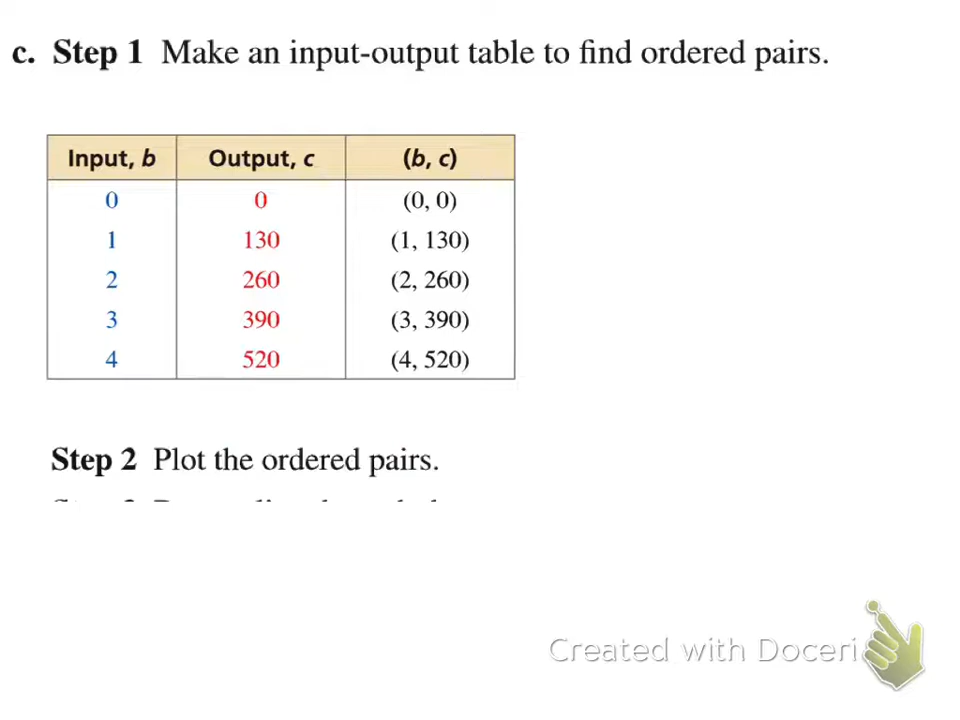 c. Step 1 Make an input-output table to find ordered pairs.
Input, b Output, c (b, c)
0 0 (0, 0)
1 130 (1, 130)
2 260 (2, 260)
3 390 (3, 390)
4 520 (4, 520)
Step 2 Plot the ordered pairs.
Created with Doceri